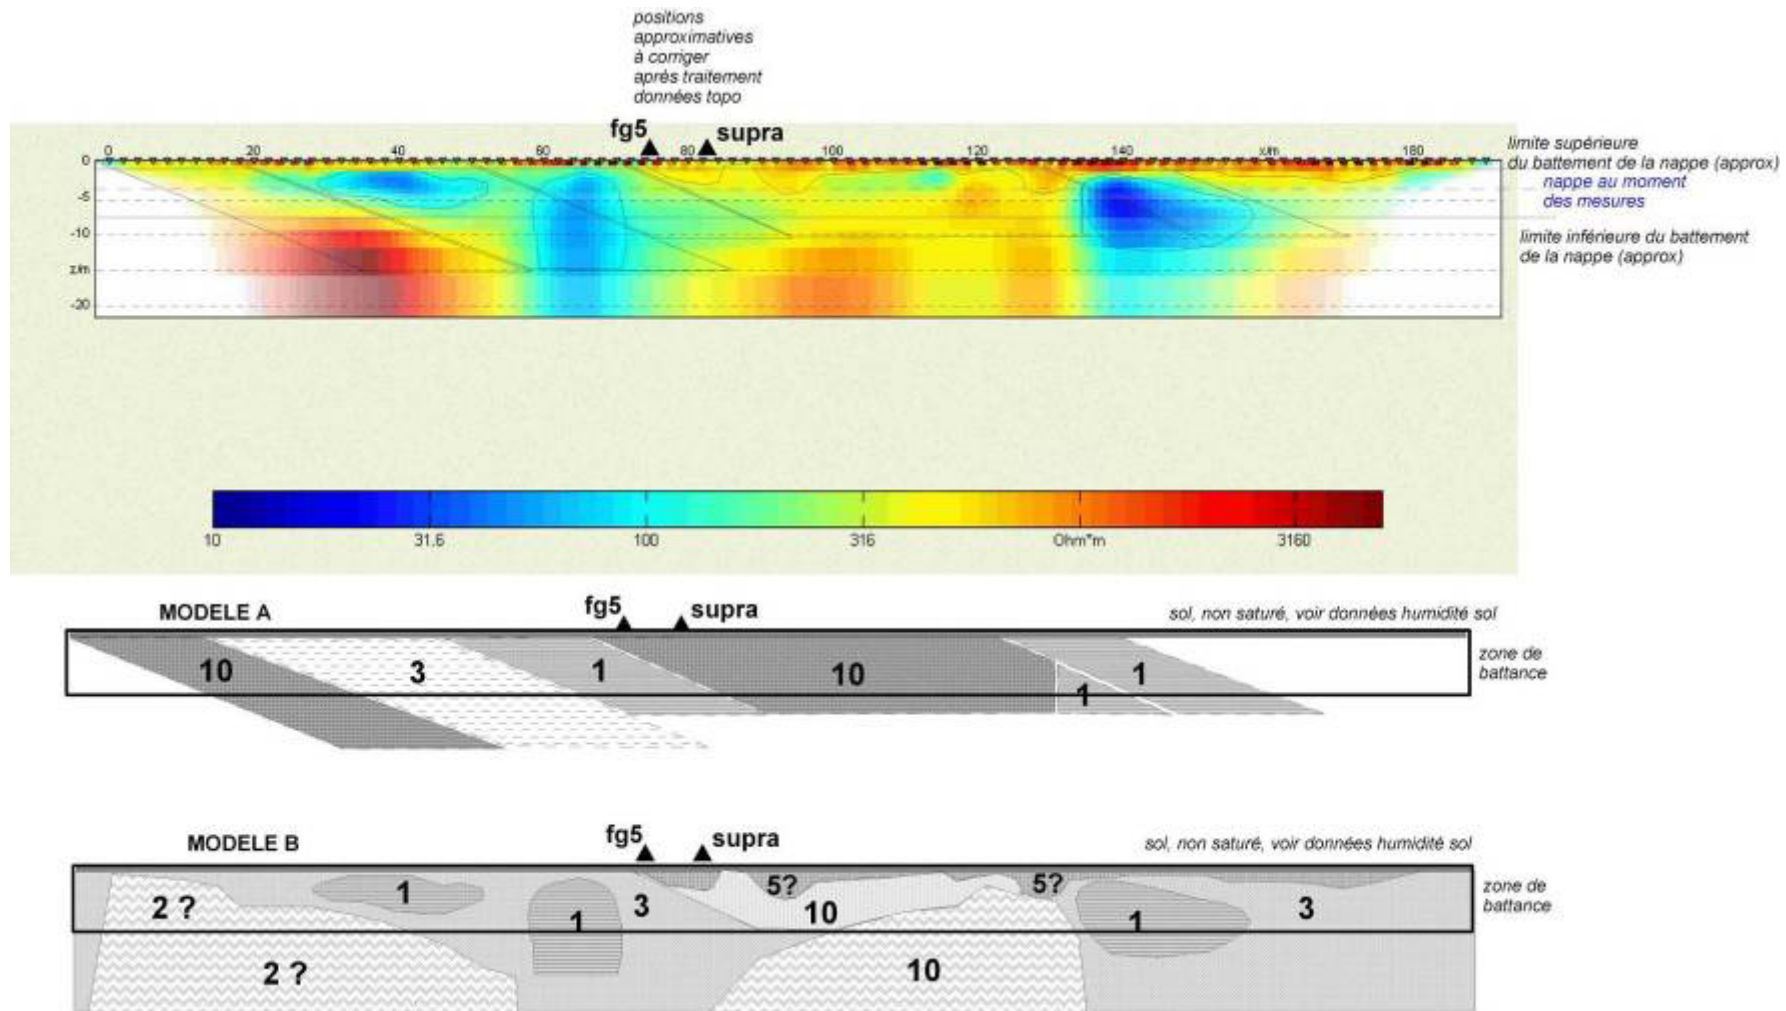 positions
approximatives
à corriger
après traitement
données topo
fg5
supra
0 20 40 60 80 100 120 140 x/m 180
limite supérieure
du battement de la nappe (approx)
nappe au moment
des mesures
limite inférieure du battement
de la nappe (approx)
0
-5
-10
z/m
-20
10 31.6 100 316 Ohm*m 3160
MODELE A
fg5
supra
sol, non saturé, voir données humidité sol
10 3 1 10 1 1
zone de
battance
MODELE B
fg5
supra
sol, non saturé, voir données humidité sol
2 ? 1 1 3 5? 10 5? 1 3
zone de
battance
2 ? 10